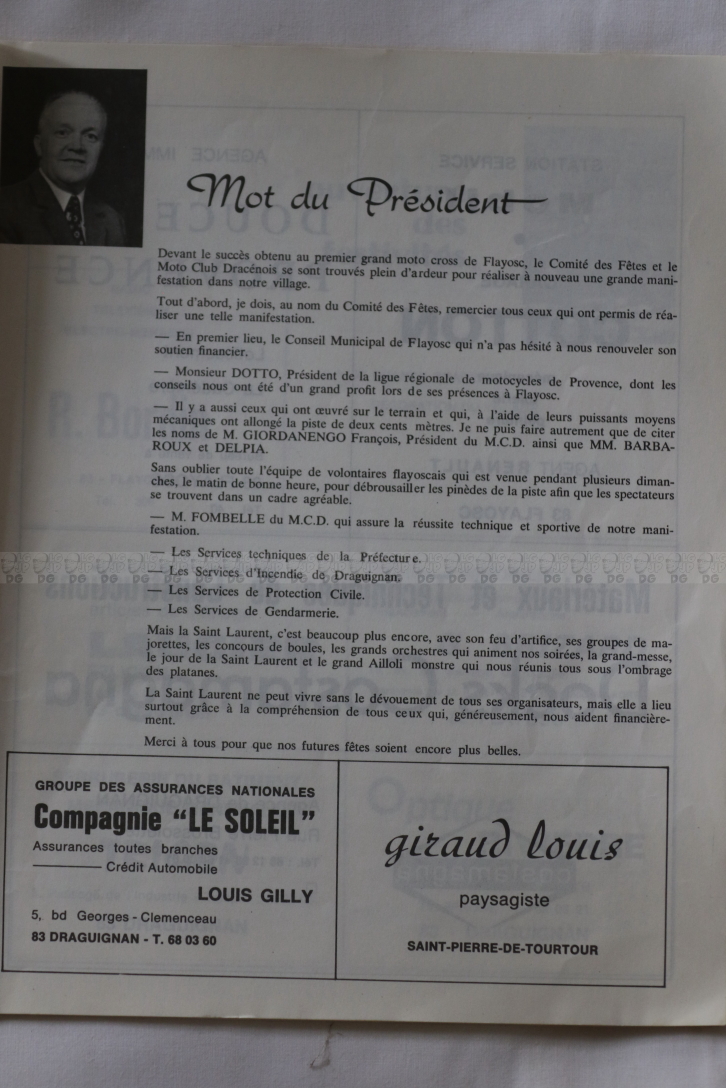 Mot du Président
Devant le succès obtenu au premier grand moto cross de Flayosc, le Comité des Fêtes et le
Moto Club Dracénois se sont trouvés plein d'ardeur pour réaliser à nouveau une grande mani-
festation dans notre village.
Tout d'abord, je dois, au nom du Comité des Fêtes, remercier tous ceux qui ont permis de réa-
liser une telle manifestation.
— En premier lieu, le Conseil Municipal de Flayosc qui n'a pas hésité à nous renouveler son
soutien financier.
— Monsieur DOTTO, Président de la ligue régionale de motocycles de Provence, dont les
conseils nous ont été d'un grand profit lors de ses présences à Flayosc.
— Il y a aussi ceux qui ont œuvré sur le terrain et qui, à l'aide de leurs puissants moyens
mécaniques ont allongé la piste de deux cents mètres. Je ne puis faire autrement que de citer
les noms de M. GIORDANENGO François, Président du M.C.D. ainsi que MM. BARBA-
ROUX et DELPIA.
Sans oublier toute l'équipe de volontaires flayoscais qui est venue pendant plusieurs diman-
ches, le matin de bonne heure, pour débrousailler les pinèdes de la piste afin que les spectateurs
se trouvent dans un cadre agréable.
— M. FOMBELLE du M.C.D. qui assure la réussite technique et sportive de notre mani-
festation.
— Les Services techniques de la Préfecture.
— Les Services d'Incendie de Draguignan.
— Les Services de Protection Civile.
— Les Services de Gendarmerie.
Mais la Saint Laurent, c'est beaucoup plus encore, avec son feu d'artifice, ses groupes de ma-
jorettes, les concours de boules, les grands orchestres qui animent nos soirées, la grand-messe,
le jour de la Saint Laurent et le grand Ailloli monstre qui nous réunis tous sous l'ombrage
des platanes.
La Saint Laurent ne peut vivre sans le dévouement de tous ses organisateurs, mais elle a lieu
surtout grâce à la compréhension de tous ceux qui, généreusement, nous aident financière-
ment.
Merci à tous pour que nos futures fêtes soient encore plus belles.
GROUPE DES ASSURANCES NATIONALES
Compagnie "LE SOLEIL"
Assurances toutes branches
——— Crédit Automobile
LOUIS GILLY
5, bd Georges - Clemenceau
83 DRAGUIGNAN - T. 68 03 60
giraud louis
paysagiste
SAINT-PIERRE-DE-TOURTOUR